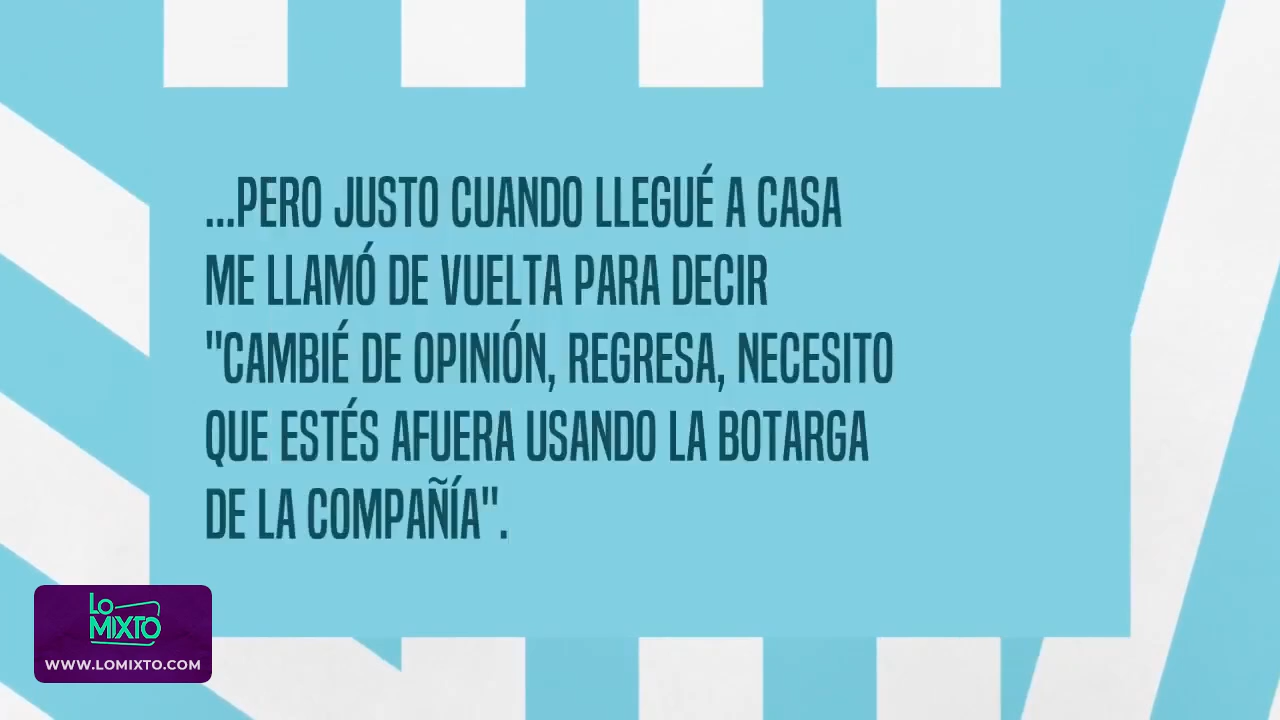 ...PERO JUSTO CUANDO LLEGUÉ A CASA
ME LLAMÓ DE VUELTA PARA DECIR
"CAMBIÉ DE OPINIÓN, REGRESA, NECESITO
QUE ESTÉS AFUERA USANDO LA BOTARGA
DE LA COMPAÑÍA".
LO
MIXTO
WWW.LOMIXTO.COM